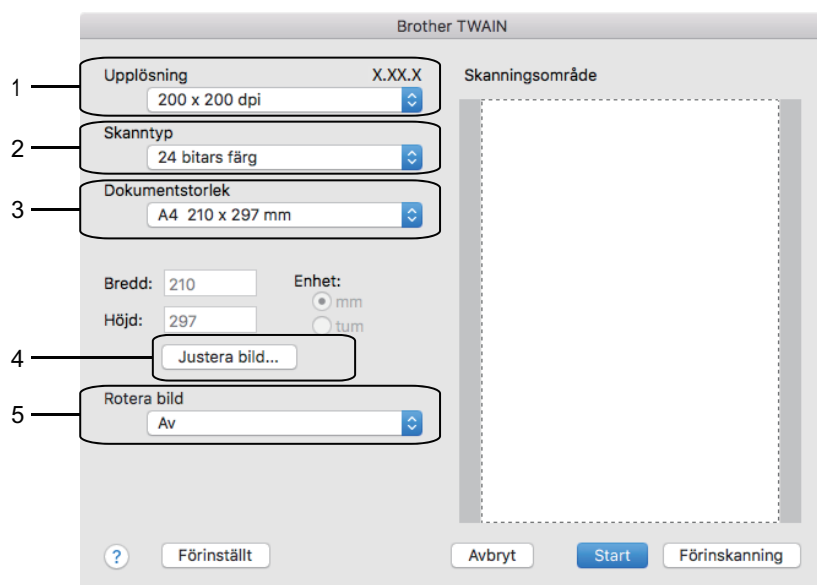 Brother TWAIN
1
Upplösning X.XX.X
200 x 200 dpi
2
Skanntyp
24 bitars färg
3
Dokumentstorlek
A4 210 x 297 mm
Bredd: 210
Höjd: 297
Enhet:
mm
tum
4
Justera bild...
5
Rotera bild
Av
Skanningsområde
? Förinställt Avbryt Start Förinskanning